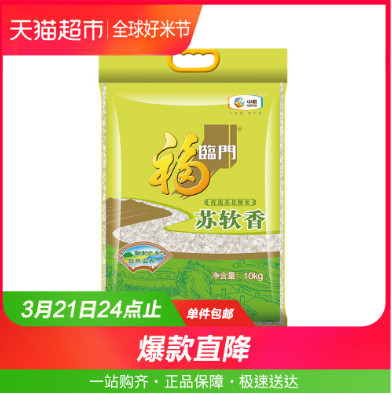 天猫超市 全球好米节
中粮
福临門
优选苏北粳米
苏软香
净含量：10kg
3月21日24点止
单件包邮
爆款直降
一站购齐·正品保障·极速送达